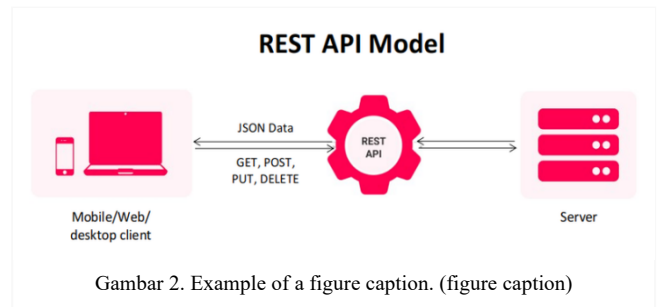 REST API Model
JSON Data
GET, POST,
PUT, DELETE
REST
API
Mobile/Web/
desktop client
Server
Gambar 2. Example of a figure caption. (figure caption)